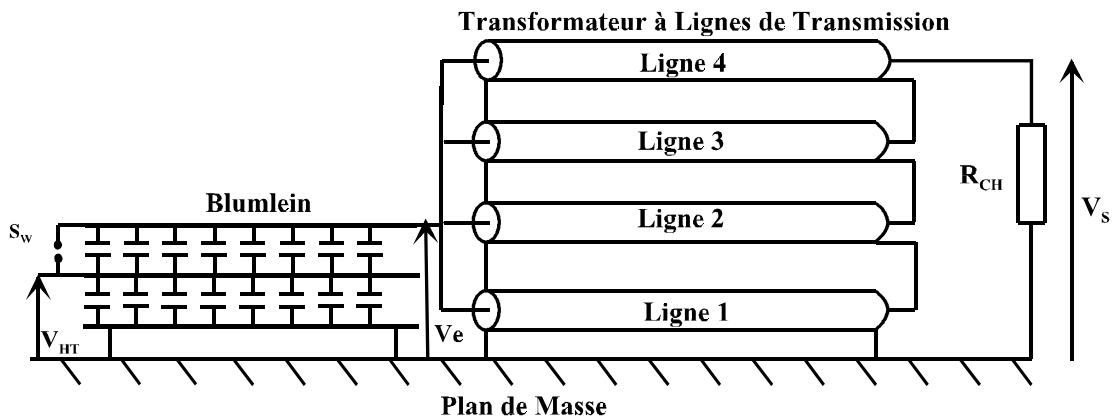 Transformateur à Lignes de Transmission
Ligne 4
Ligne 3
Ligne 2
Ligne 1
Blumlein
S_W
V_HT
Ve
R_CH
V_S
Plan de Masse